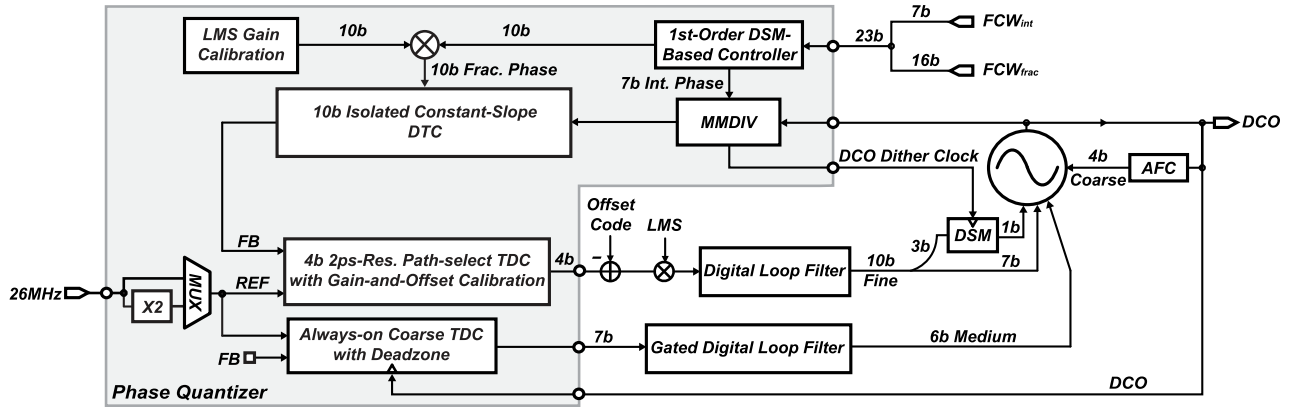 LMS Gain
Calibration
10b
10b
1st-Order DSM-
Based Controller
23b
7b
FCWint
16b
FCWfrac
10b Frac. Phase
7b Int. Phase
10b Isolated Constant-Slope
DTC
MMDIV
DCO
DCO Dither Clock
4b
Coarse
AFC
Offset
Code
LMS
FB
4b 2ps-Res. Path-select TDC
with Gain-and-Offset Calibration
4b
–
Digital Loop Filter
10b
Fine
3b
DSM
1b
7b
26MHz
X2
MUX
REF
Always-on Coarse TDC
with Deadzone
FB
7b
Gated Digital Loop Filter
6b Medium
DCO
Phase Quantizer